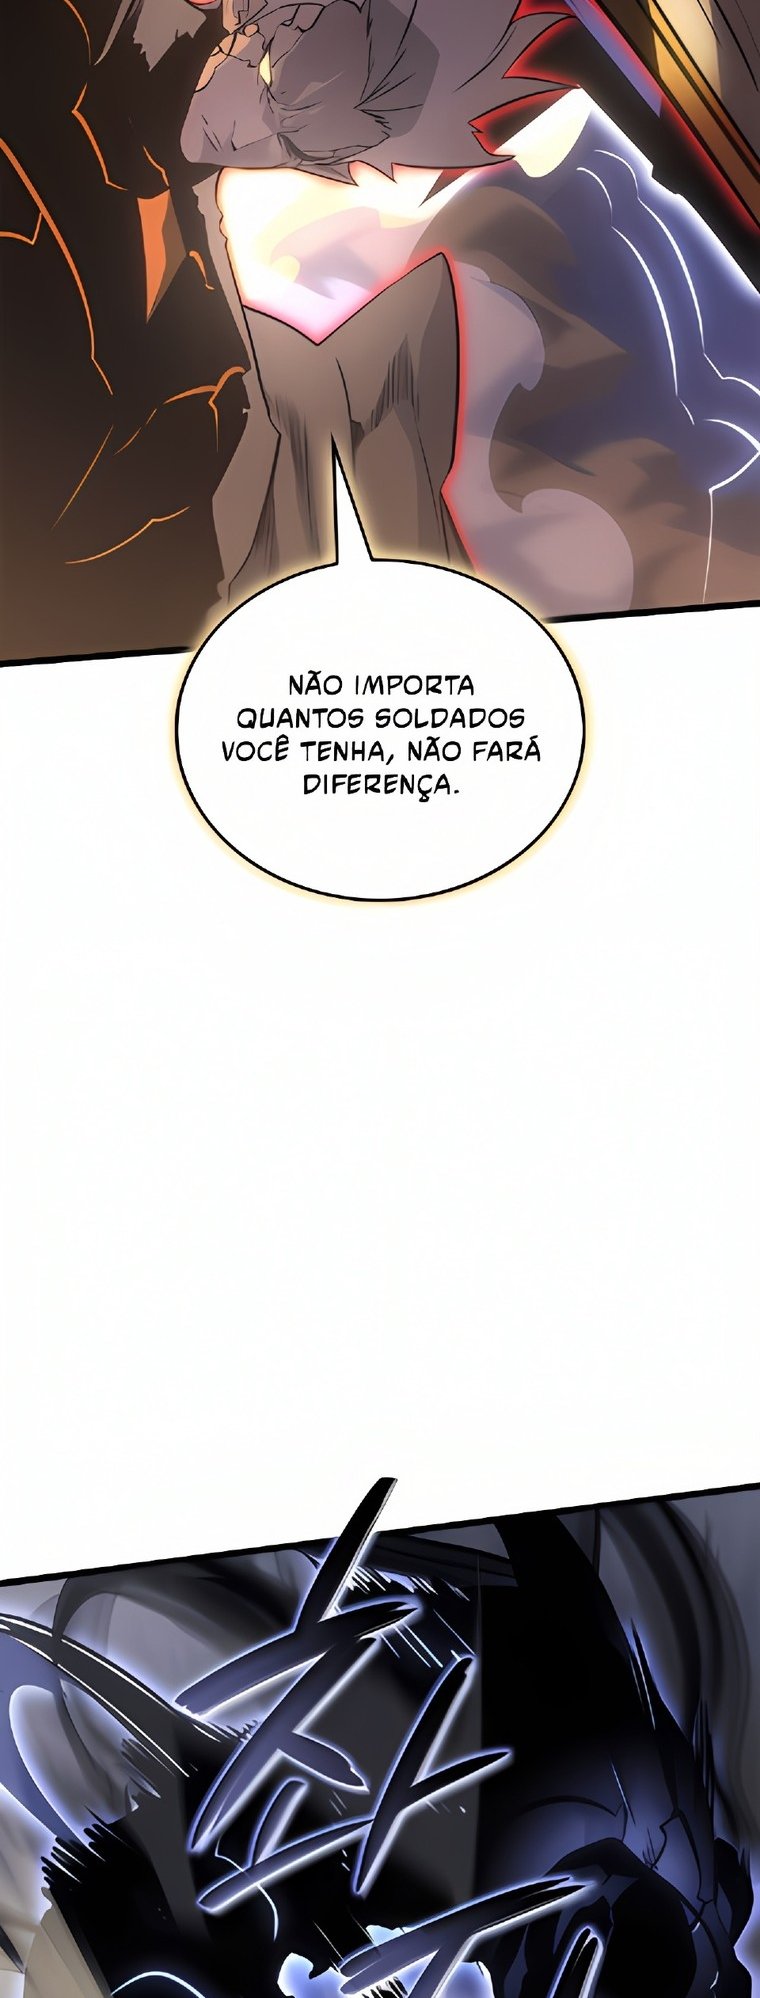 NÃO IMPORTA
QUANTOS SOLDADOS
VOCÊ TENHA, NÃO FARÁ
DIFERENÇA.